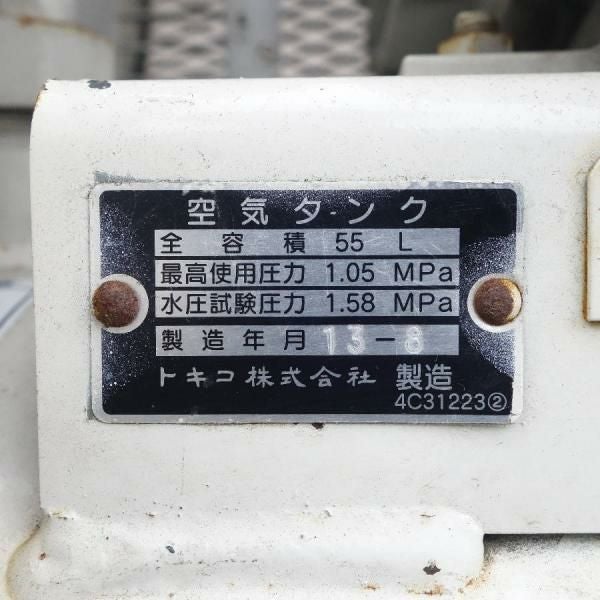 空気タンク
全容積 55 L
最高使用圧力 1.05 MPa
水圧試験圧力 1.58 MPa
製造年月 13-8
トキコ株式会社 製造
4C31223②